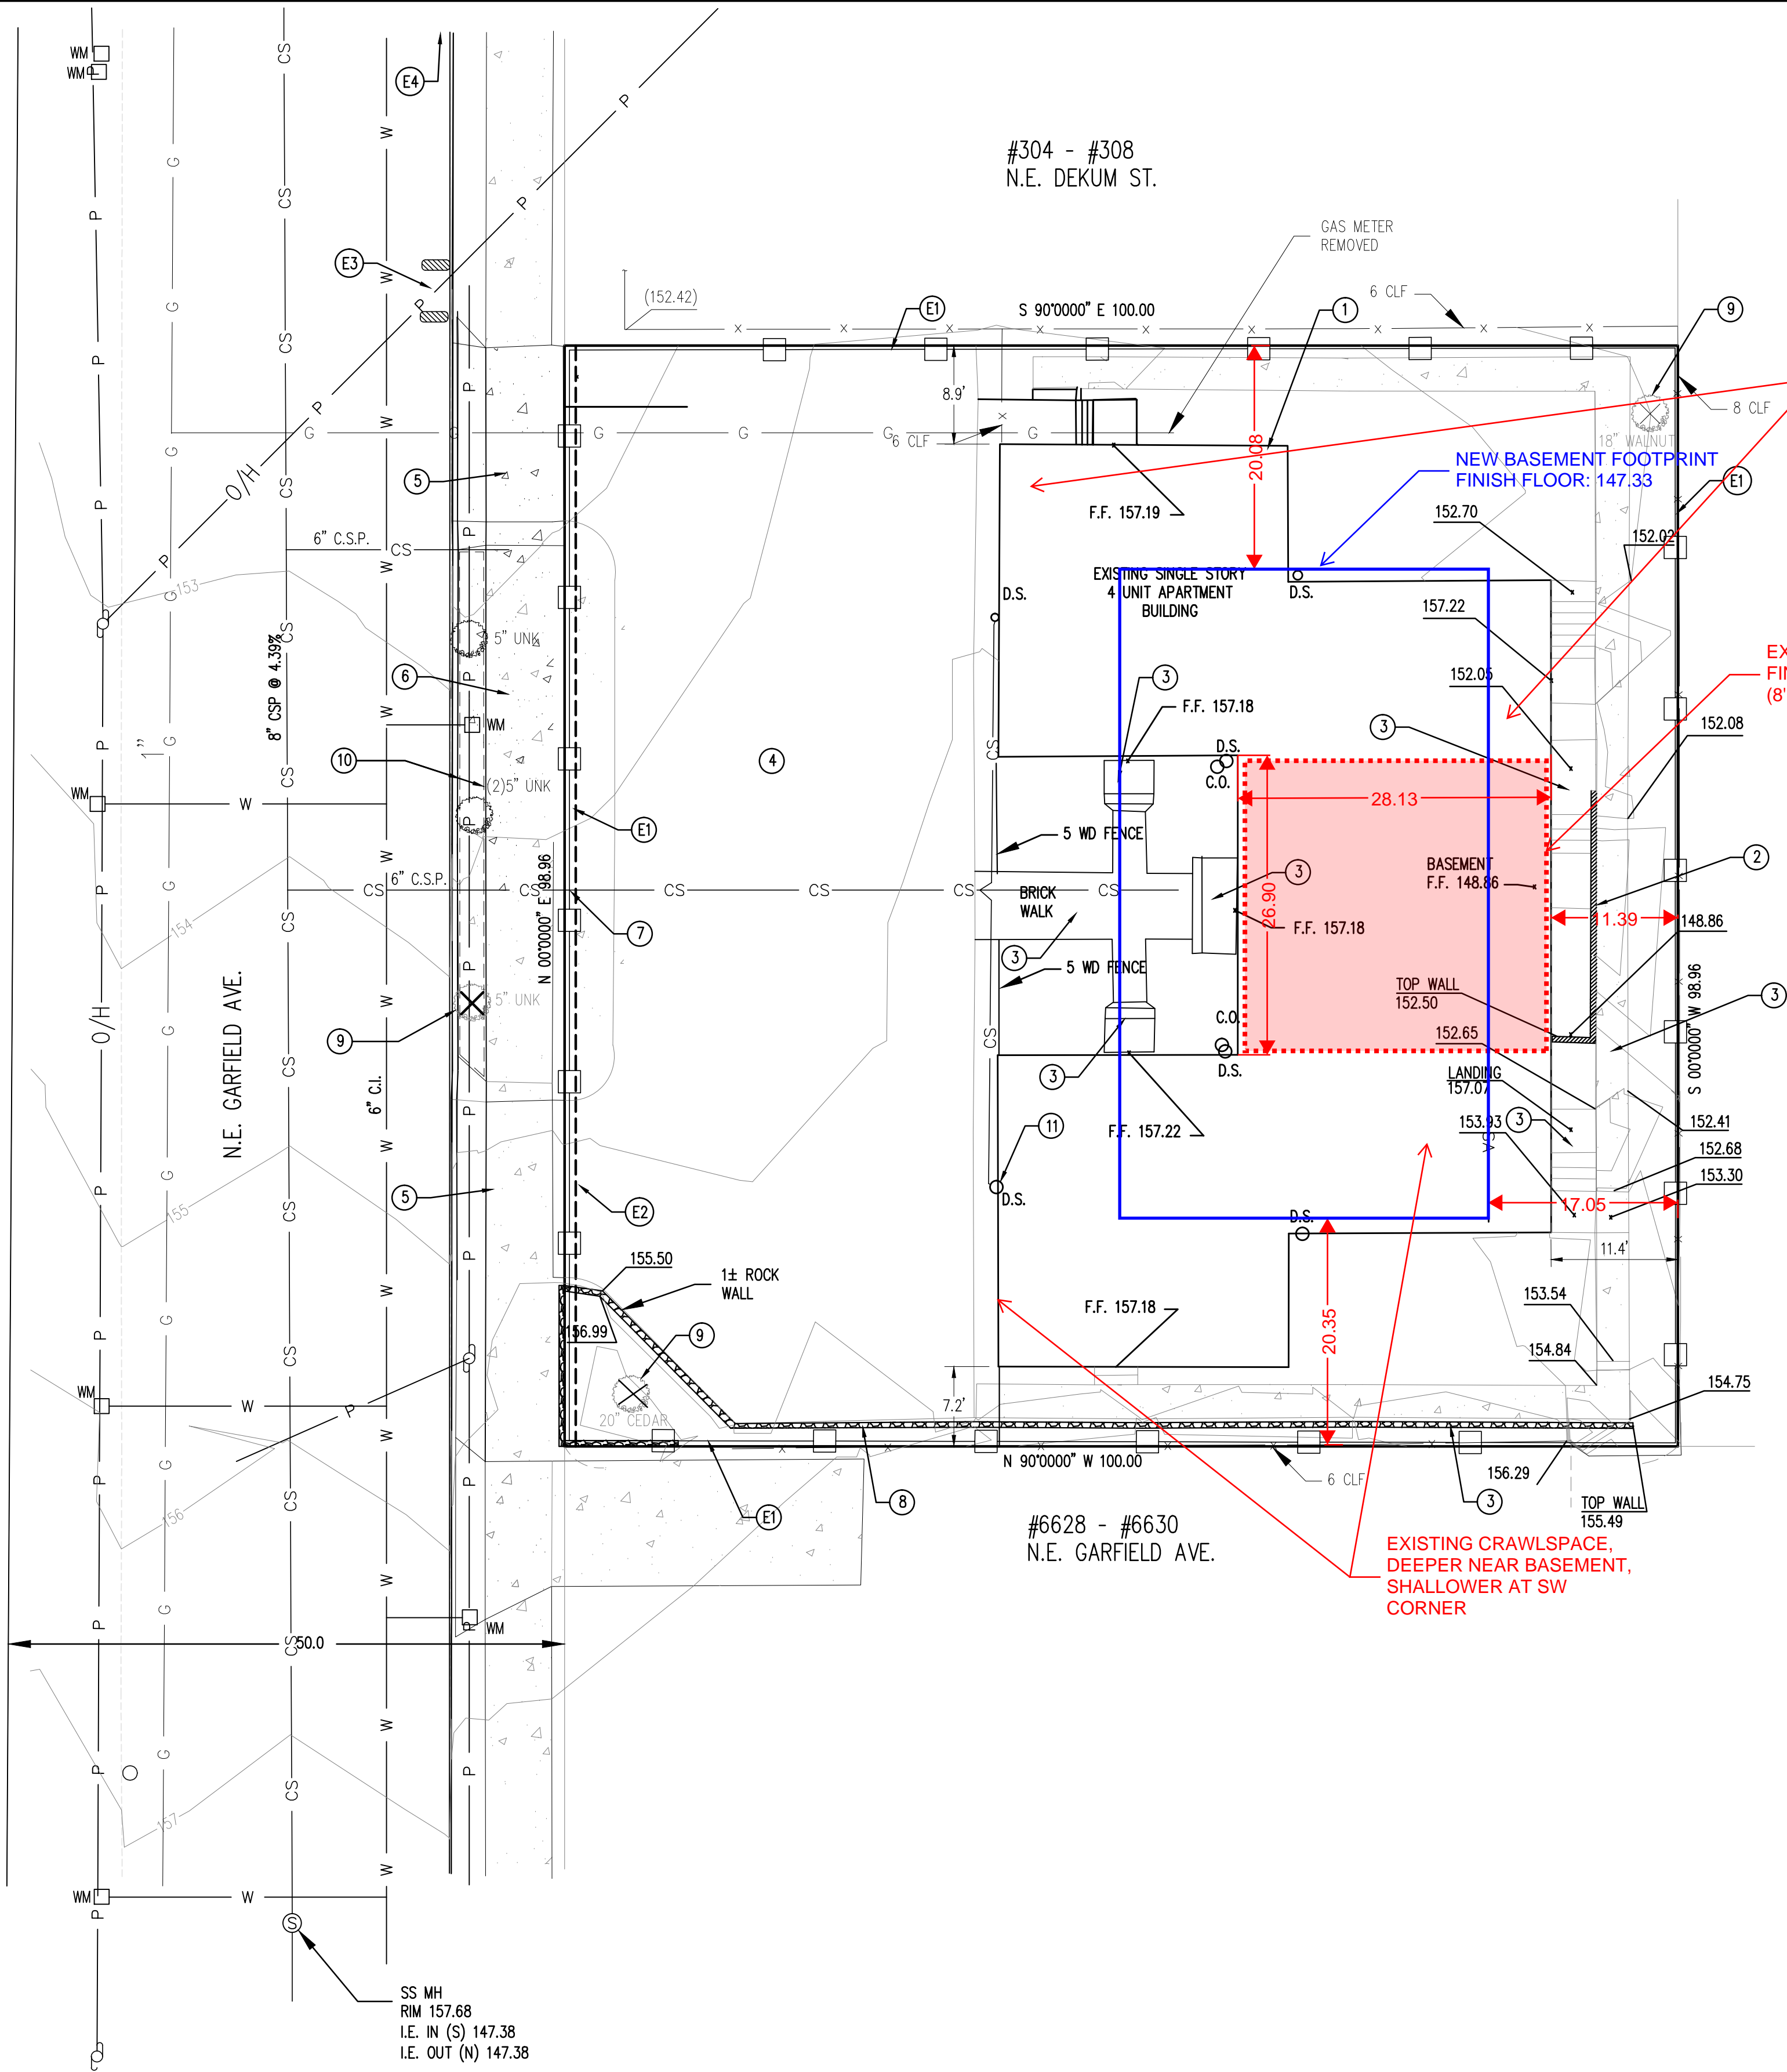 WM
WM
E4
#304 - #308
N.E. DEKUM ST.
GAS METER
REMOVED
E3
(152.42)
E1
S 90°0000" E 100.00
6 CLF
1
9
8 CLF
8.9'
6 CLF
20.08
18" WALNUT
NEW BASEMENT FOOTPRINT
FINISH FLOOR: 147.33
E1
5
F.F. 157.19
152.70
152.02
O/H
6" C.S.P.
CS
153
D.S.
EXISTING SINGLE STORY
4 UNIT APARTMENT
BUILDING
D.S.
157.22
8" CSP @ 4.39%
5" UNK
6
3
F.F. 157.18
152.05
(8'
WM
3
152.08
1"
10
4
D.S.
C.O.
(2)5" UNK
WM
W
28.13
E1
5 WD FENCE
BASEMENT
F.F. 148.86
2
6" C.S.P.
CS
26.90
3
BRICK
WALK
F.F. 157.18
11.39
148.86
154
N 00°0000" E 98.96
7
3
5 WD FENCE
TOP WALL
152.50
3
S 00°0000" W 98.96
N.E. GARFIELD AVE.
5" UNK
9
O/H
C.O.
D.S.
152.65
6" C.I.
3
LANDING
157.07
11
F.F. 157.22
153.93
3
152.41
152.68
153.30
5
D.S.
E2
155
D.S.
17.05
11.4'
155.50
1± ROCK
WALL
156.99
9
F.F. 157.18
20.35
153.54
154.84
WM
W
20" CEDAR
7.2'
154.75
N 90°0000" W 100.00
6 CLF
156.29
156
E1
8
3
TOP WALL
155.49
#6628 - #6630
N.E. GARFIELD AVE.
EXISTING CRAWLSPACE,
DEEPER NEAR BASEMENT,
SHALLOWER AT SW
CORNER
WM
50.0
157
WM
W
S
SS MH
RIM 157.68
I.E. IN (S) 147.38
I.E. OUT (N) 147.38